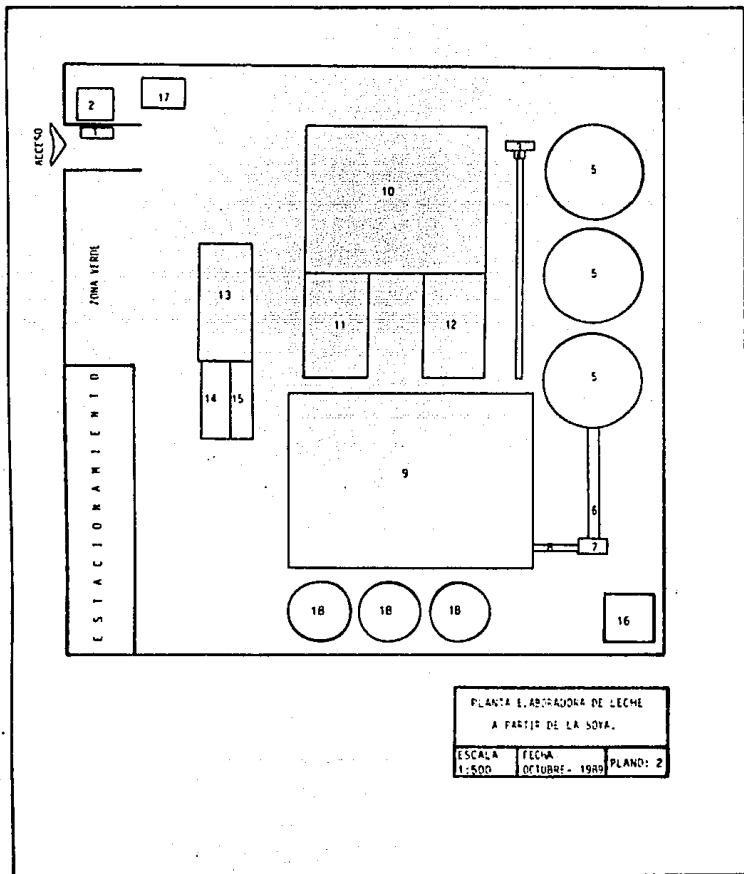 17
2
1
ACCESO
5
10
ZONA VERDE
5
13
11
12
5
14
15
ESTACIONAMIENTO
9
6
8
7
18
18
18
16
PLANTA ELABORADORA DE LECHE
A PARTIR DE LA SOYA.
ESCALA
1:500
FECHA
OCTUBRE- 1989
PLANO: 2